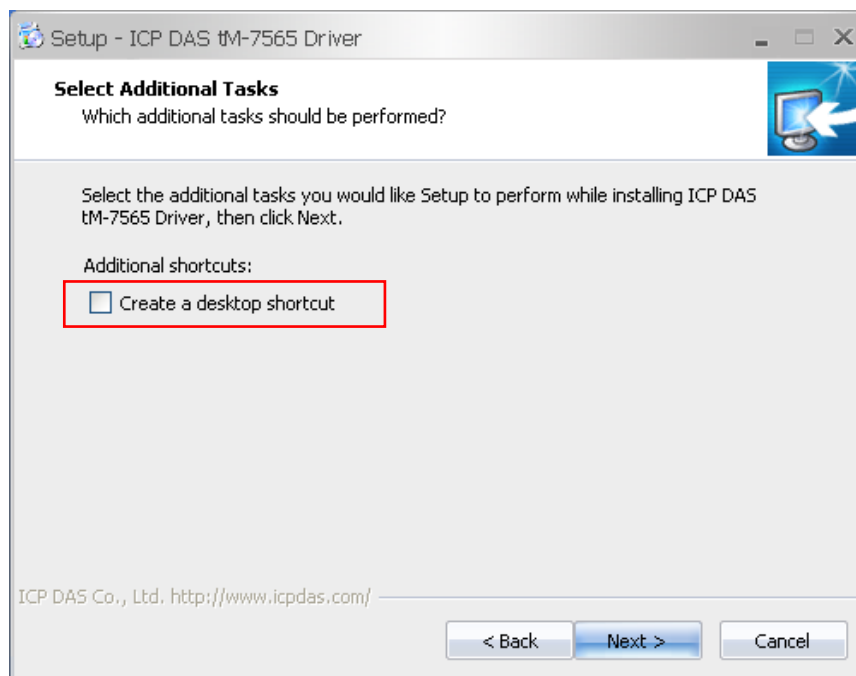 Setup - ICP DAS tM-7565 Driver
Select Additional Tasks
Which additional tasks should be performed?
Select the additional tasks you would like Setup to perform while installing ICP DAS
tM-7565 Driver, then click Next.
Additional shortcuts:
Create a desktop shortcut
ICP DAS Co., Ltd. http://www.icpdas.com/
< Back
Next >
Cancel